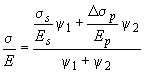 σ/E = (σ_s/E_s ψ_1 + Δσ_p/E_p ψ_2)/(ψ_1 + ψ_2)